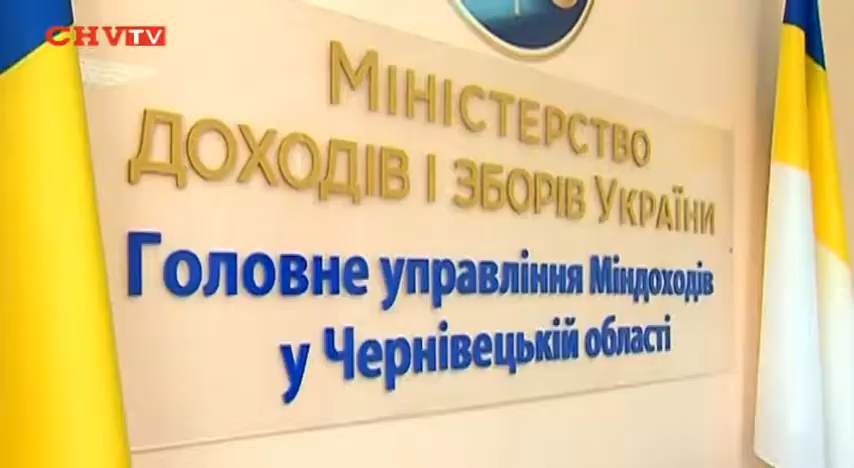 CHVTV
МІНІСТЕРСТВО
ДОХОДІВ І ЗБОРІВ УКРАЇНИ
Головне управління Міндоходів
у Чернівецькій області